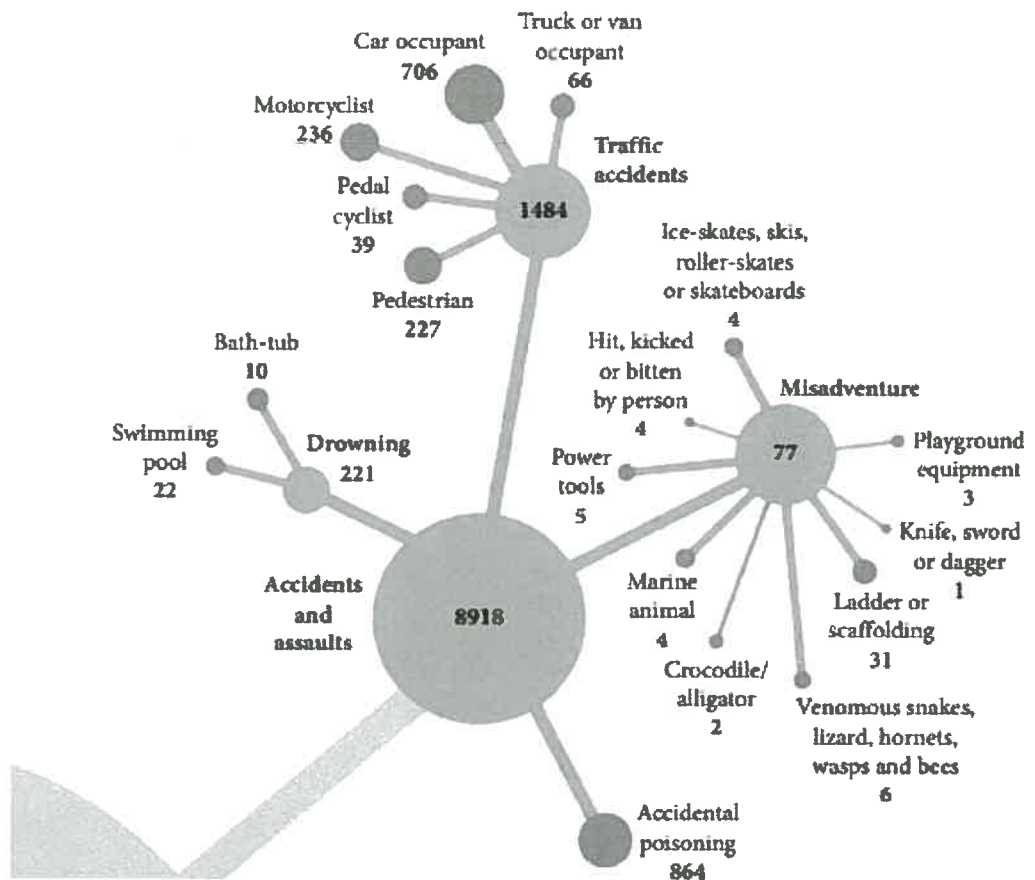 Car occupant
706
Truck or van
occupant
66
Motorcyclist
236
Traffic
accidents
Pedal
cyclist
39
1484
Pedestrian
227
Ice-skates, skis,
roller-skates
or skateboards
4
Bath-tub
10
Hit, kicked
or bitten
by person
4
Misadventure
77
Swimming
pool
22
Drowning
221
Power
tools
5
Playground
equipment
3
Knife, sword
or dagger
1
Marine
animal
4
Ladder or
scaffolding
31
Accidents
and
assaults
8918
Crocodile/
alligator
2
Venomous snakes,
lizard, hornets,
wasps and bees
6
Accidental
poisoning
864